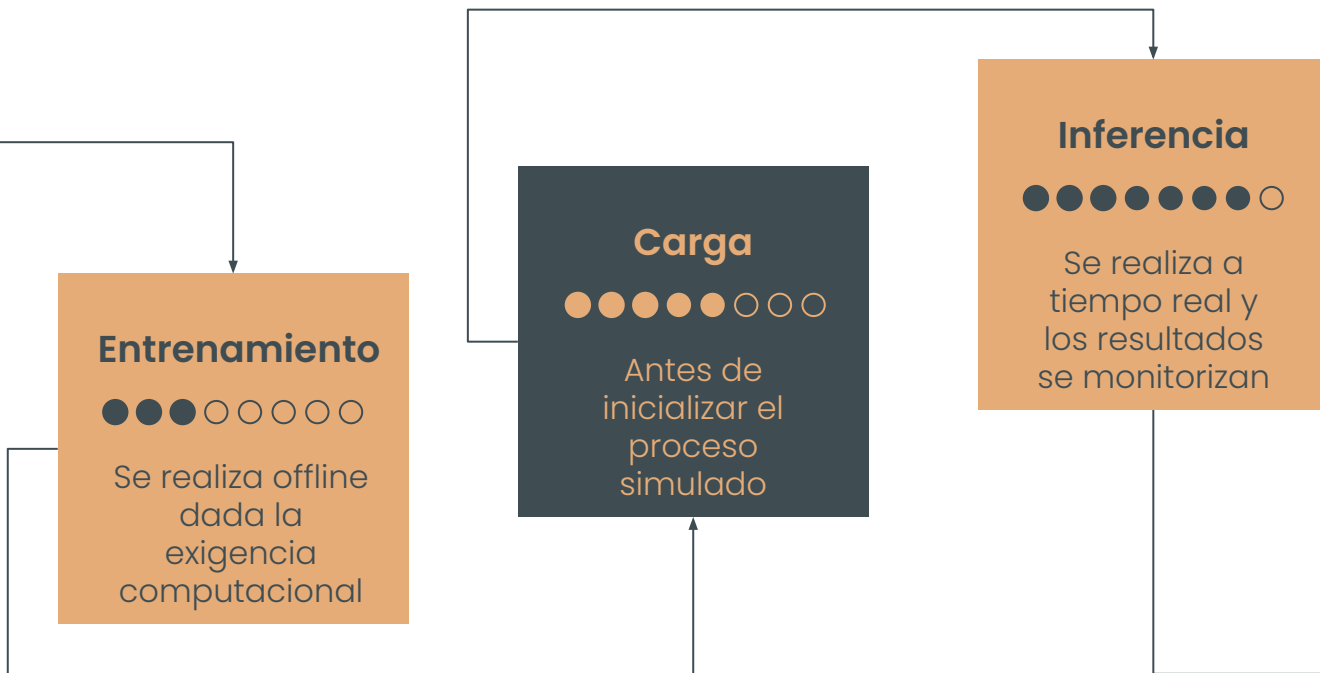 Entrenamiento
Se realiza offline
dada la
exigencia
computacional
Carga
Antes de
inicializar el
proceso
simulado
Inferencia
Se realiza a
tiempo real y
los resultados
se monitorizan